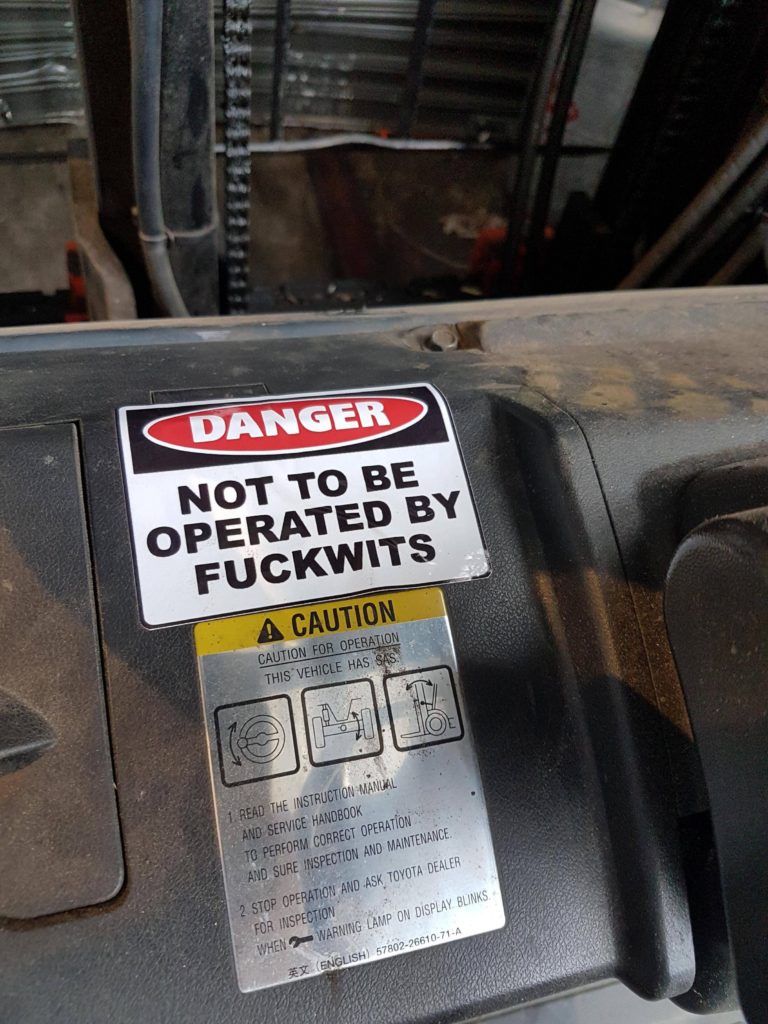 DANGER
NOT TO BE
OPERATED BY
FUCKWITS
CAUTION
CAUTION FOR OPERATION
THIS VEHICLE HAS SAS.
E
1 READ THE INSTRUCTION MANUAL
AND SERVICE HANDBOOK
TO PERFORM CORRECT OPERATION
AND SURE INSPECTION AND MAINTENANCE.
2 STOP OPERATION AND ASK TOYOTA DEALER
FOR INSPECTION
WHEN WARNING LAMP ON DISPLAY BLINKS.
英文 (ENGLISH) 57802-26610-71-A